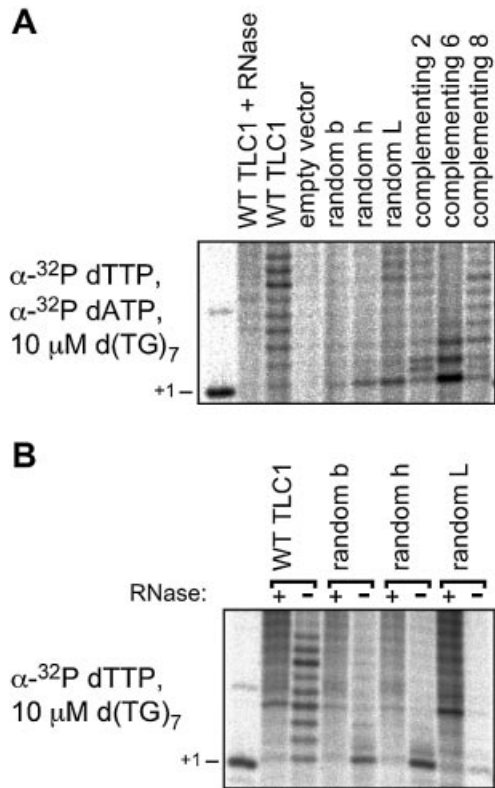 A
WT TLC1 + RNase
WT TLC1
empty vector
random b
random h
random L
complementing 2
complementing 6
complementing 8
α-³²P dTTP,
α-³²P dATP,
10 μM d(TG)₇
+1
B
WT TLC1
random b
random h
random L
RNase: + - + - + - + -
α-³²P dTTP,
10 μM d(TG)₇
+1